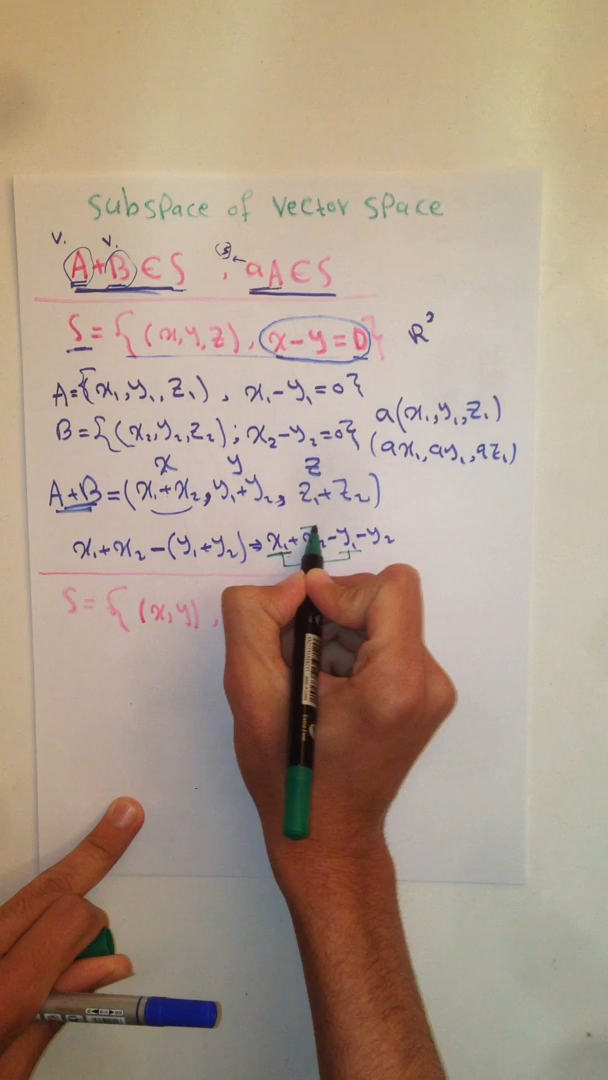 subspace of vector space
v. v.
A+B∈S , (3)← aA∈S
S={(x,y,z), x-y=0} R³
A={x₁,y₁,z₁), x₁-y₁=0}
B={(x₂,y₂,z₂); x₂-y₂=0}
a(x₁,y₁,z₁)
(ax₁,ay₁,az₁)
x y z
A+B=(x₁+x₂,y₁+y₂, z₁+z₂)
x₁+x₂-(y₁+y₂)⇒x₁+x₂-y₁-y₂
S={(x,y),